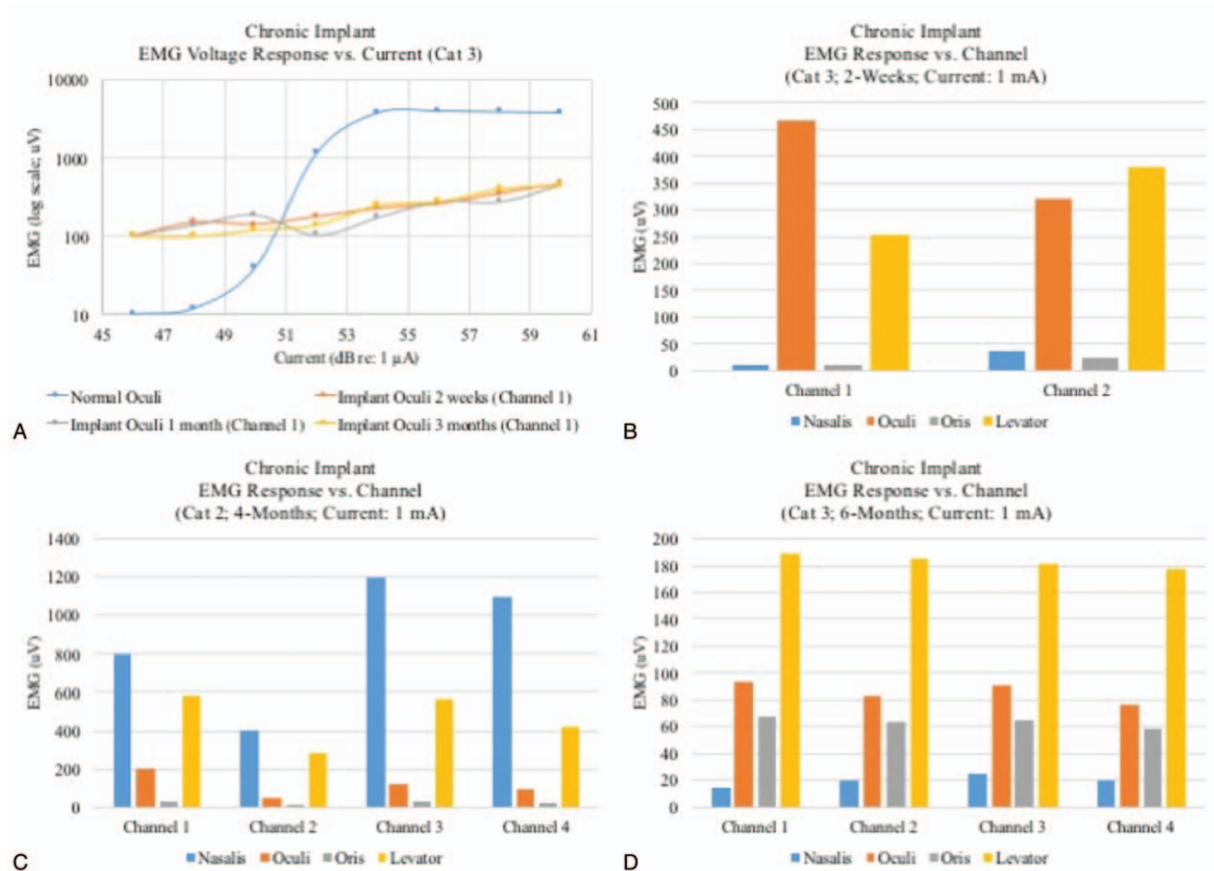 Chronic Implant
EMG Voltage Response vs. Current (Cat 3)
EMG (log scale; uV)
10000
1000
100
10
45 47 49 51 53 55 57 59 61
Current (dB re: 1 µA)
Normal Oculi
Implant Oculi 2 weeks (Channel 1)
Implant Oculi 1 month (Channel 1)
Implant Oculi 3 months (Channel 1)
A
Chronic Implant
EMG Response vs. Channel
(Cat 3; 2-Weeks; Current: 1 mA)
EMG (uV)
500
450
400
350
300
250
200
150
100
50
0
Channel 1 Channel 2
Nasalis Oculi Oris Levator
B
Chronic Implant
EMG Response vs. Channel
(Cat 2; 4-Months; Current: 1 mA)
EMG (uV)
1400
1200
1000
800
600
400
200
0
Channel 1 Channel 2 Channel 3 Channel 4
Nasalis Oculi Oris Levator
C
Chronic Implant
EMG Response vs. Channel
(Cat 3; 6-Months; Current: 1 mA)
EMG (uV)
200
180
160
140
120
100
80
60
40
20
0
Channel 1 Channel 2 Channel 3 Channel 4
Nasalis Oculi Oris Levator
D